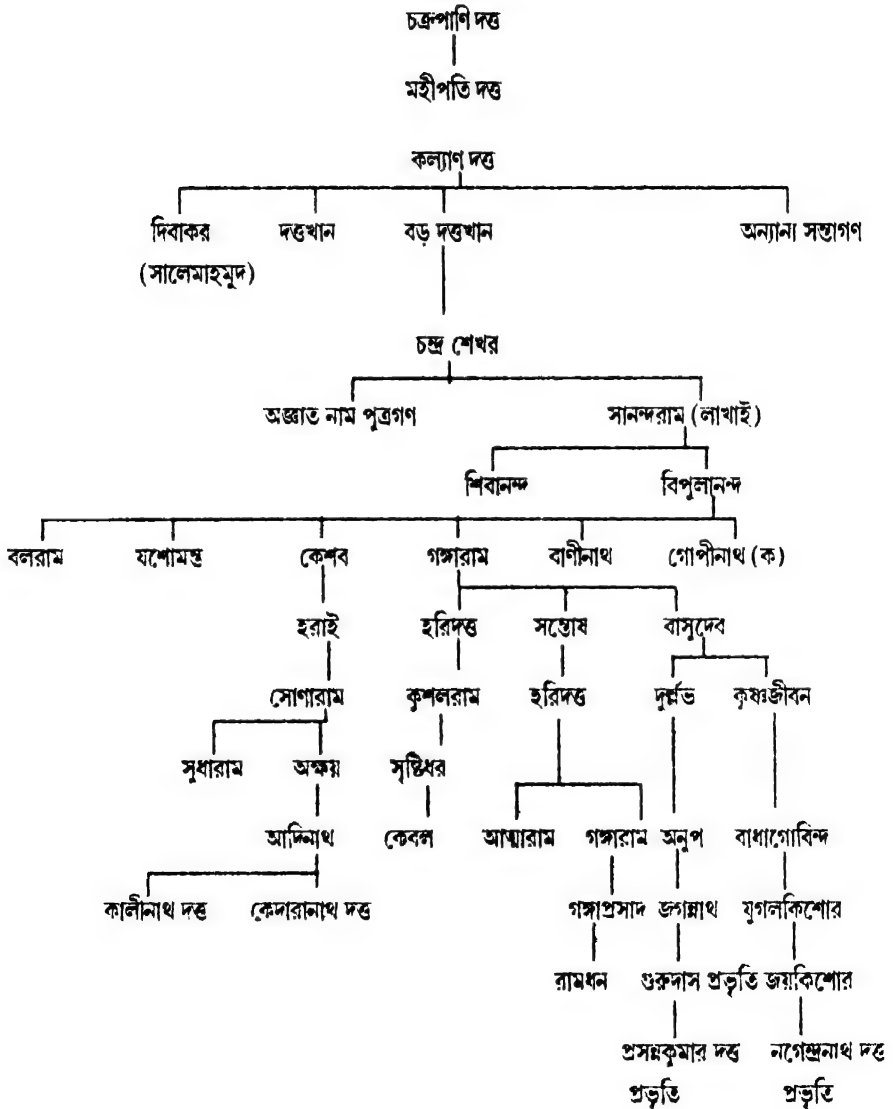 চক্রপাণি দত্ত
মহীপতি দত্ত
কল্যাণ দত্ত
দিবাকর দত্তখান বড় দত্তখান অন্যান্য সন্তাগণ
(সালেমাহমুদ)
চন্দ্র শেখর
অজ্ঞাত নাম পুত্রগণ সানন্দরাম (লাখাই)
শিবানন্দ বিপুলানন্দ
বলরাম যশোমন্ত কেশব গঙ্গারাম বাণীনাথ গোপীনাথ (ক)
হরাই হরিদত্ত সন্তোষ বাসুদেব
সোণারাম কুশলরাম হরিদত্ত দুর্ল্লভ কৃষ্ণজীবন
সুধারাম অক্ষয় সৃষ্টিধর
আদিনাথ কেবল আত্মারাম গঙ্গারাম অনুপ বাধাগোবিন্দ
কালীনাথ দত্ত কেদারানাথ দত্ত গঙ্গাপ্রসাদ জগন্নাথ যুগলকিশোর
রামধন গুরুদাস প্রভৃতি জয়কিশোর
প্রসন্নকুমার দত্ত নগেন্দ্রনাথ দত্ত
প্রভৃতি প্রভৃতি